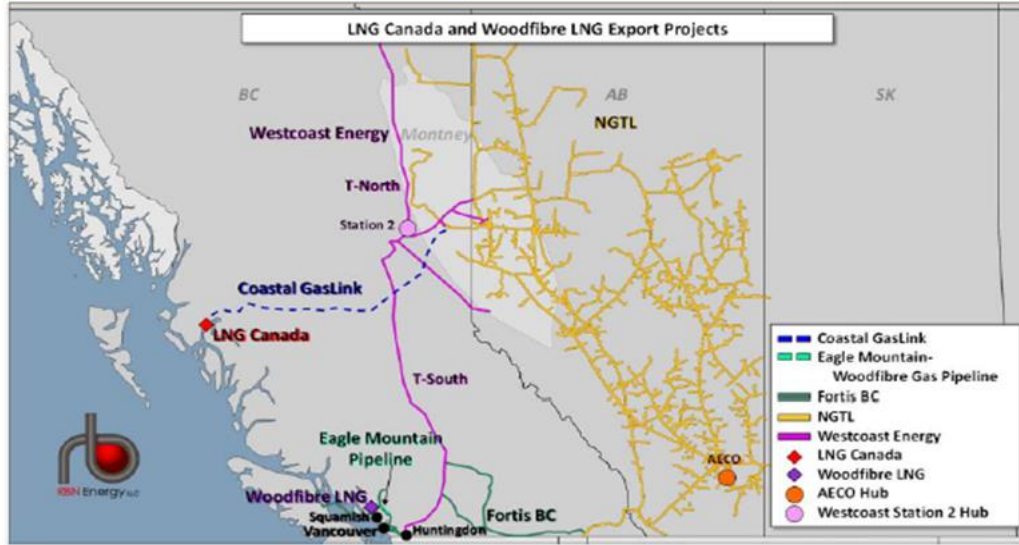 LNG Canada and Woodfibre LNG Export Projects
BC
AB
SK
NGTL
Westcoast Energy
Montney
T-North
Station 2
Coastal GasLink
LNG Canada
T-South
Eagle Mountain
Pipeline
Woodfibre LNG
Squamish
Vancouver
Huntingdon
Fortis BC
AECO
RBN Energy LLC
Coastal GasLink
Eagle Mountain-
Woodfibre Gas Pipeline
Fortis BC
NGTL
Westcoast Energy
LNG Canada
Woodfibre LNG
AECO Hub
Westcoast Station 2 Hub